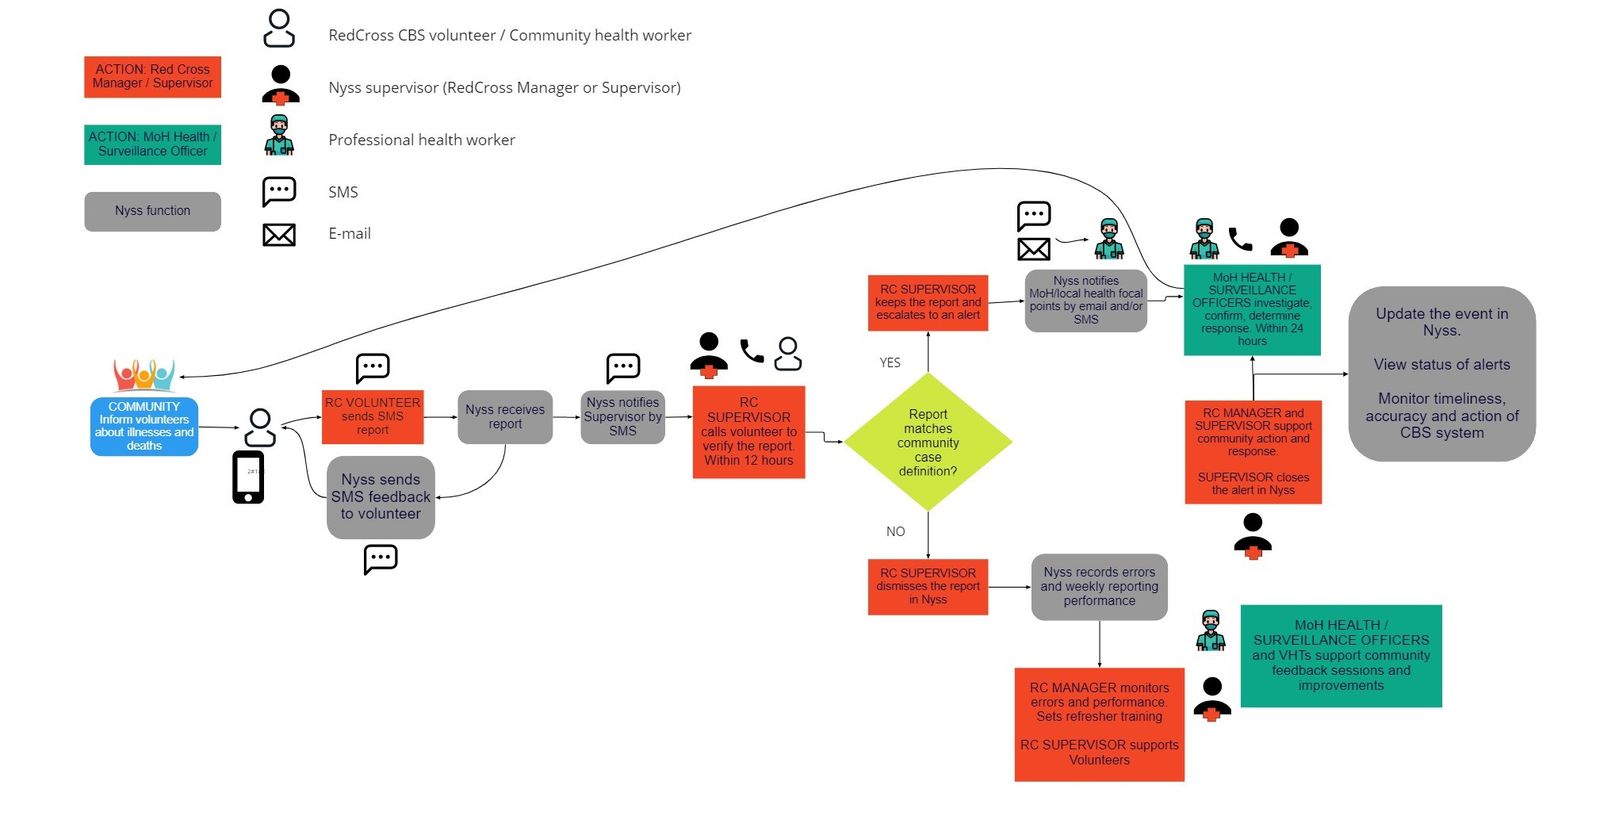 RedCross CBS volunteer / Community health worker
ACTION: Red Cross
Manager / Supervisor
Nyss supervisor (RedCross Manager or Supervisor)
ACTION: MoH Health /
Surveillance Officer
Professional health worker
Nyss function
SMS
E-mail
COMMUNITY
Inform volunteers
about illnesses and
deaths
RC VOLUNTEER
sends SMS
report
Nyss receives
report
Nyss sends
SMS feedback
to volunteer
Nyss notifies
Supervisor by
SMS
RC
SUPERVISOR
calls volunteer to
verify the report.
Within 12 hours
Report
matches
community
case
definition?
YES
RC SUPERVISOR
keeps the report and
escalates to an alert
Nyss notifies
MoH/local health focal
points by email and/or
SMS
MoH HEALTH /
SURVEILLANCE
OFFICERS investigate,
confirm, determine
response. Within 24
hours
RC MANAGER and
SUPERVISOR support
community action and
response.
SUPERVISOR closes
the alert in Nyss
Update the event in
Nyss.
View status of alerts
Monitor timeliness,
accuracy and action of
CBS system
NO
RC SUPERVISOR
dismisses the report
in Nyss
Nyss records errors
and weekly reporting
performance
RC MANAGER monitors
errors and performance.
Sets refresher training
RC SUPERVISOR supports
Volunteers
MoH HEALTH /
SURVEILLANCE OFFICERS
and VHTs support community
feedback sessions and
improvements